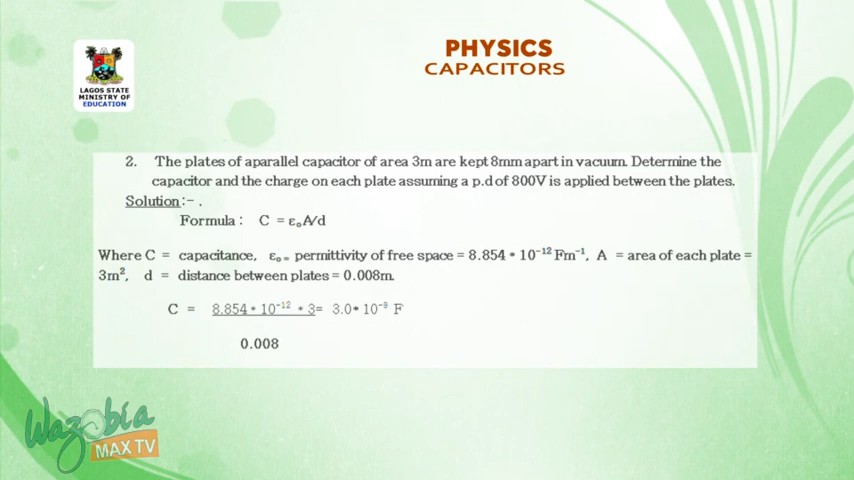 LAGOS STATE
MINISTRY OF
EDUCATION
PHYSICS
CAPACITORS
2. The plates of aparallel capacitor of area 3m are kept 8mm apart in vacuum. Determine the
capacitor and the charge on each plate assuming a p.d of 800V is applied between the plates.
Solution:- .
Formula : C = ε₀A/d
Where C = capacitance, ε₀₌ permittivity of free space = 8.854 * 10⁻¹² Fm⁻¹, A = area of each plate =
3m², d = distance between plates = 0.008m.
C = 8.854 * 10⁻¹² * 3= 3.0* 10⁻⁹ F
0.008
Wazobia
MAX TV